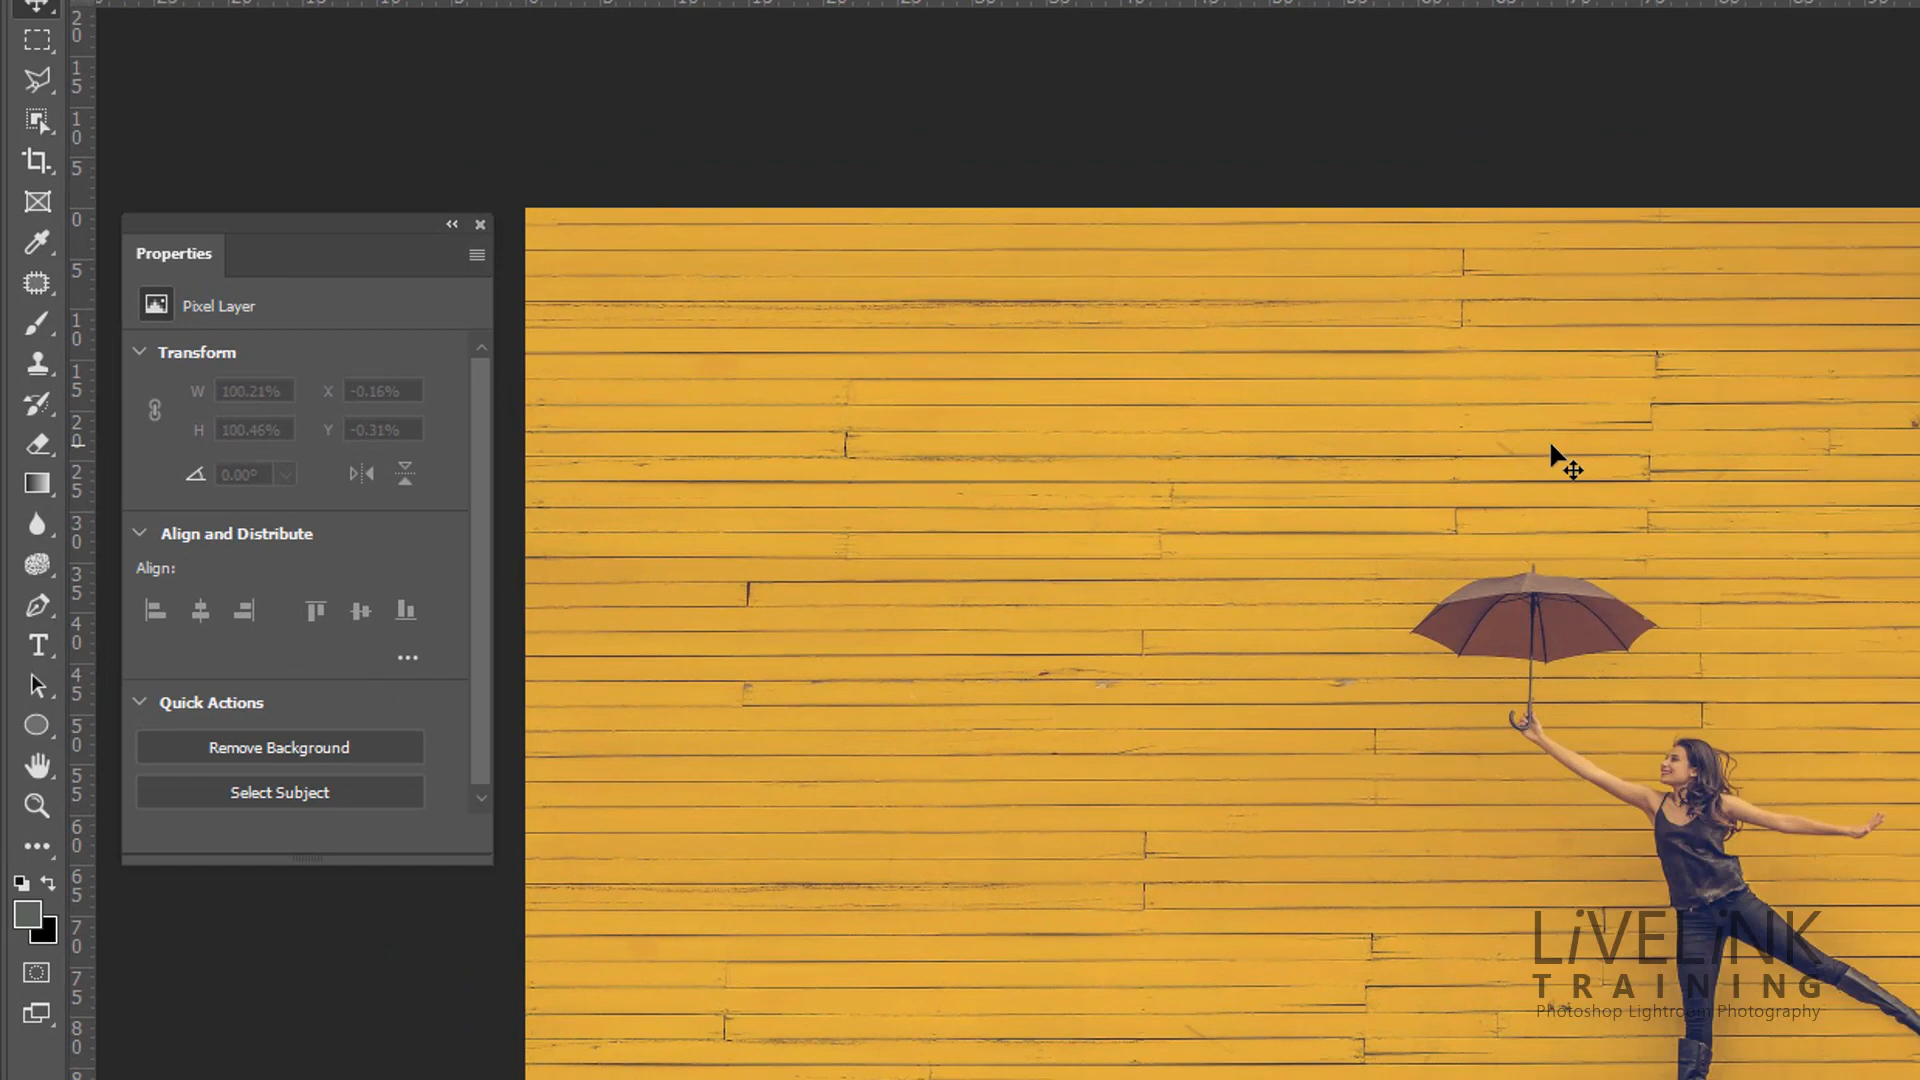 Properties
Pixel Layer
Transform
W 100.21% X -0.16%
H 100.46% Y -0.31%
0.00°
Align and Distribute
Align:
Quick Actions
Remove Background
Select Subject
LiVELiNK
TRAINING
Photoshop Lightroom Photography